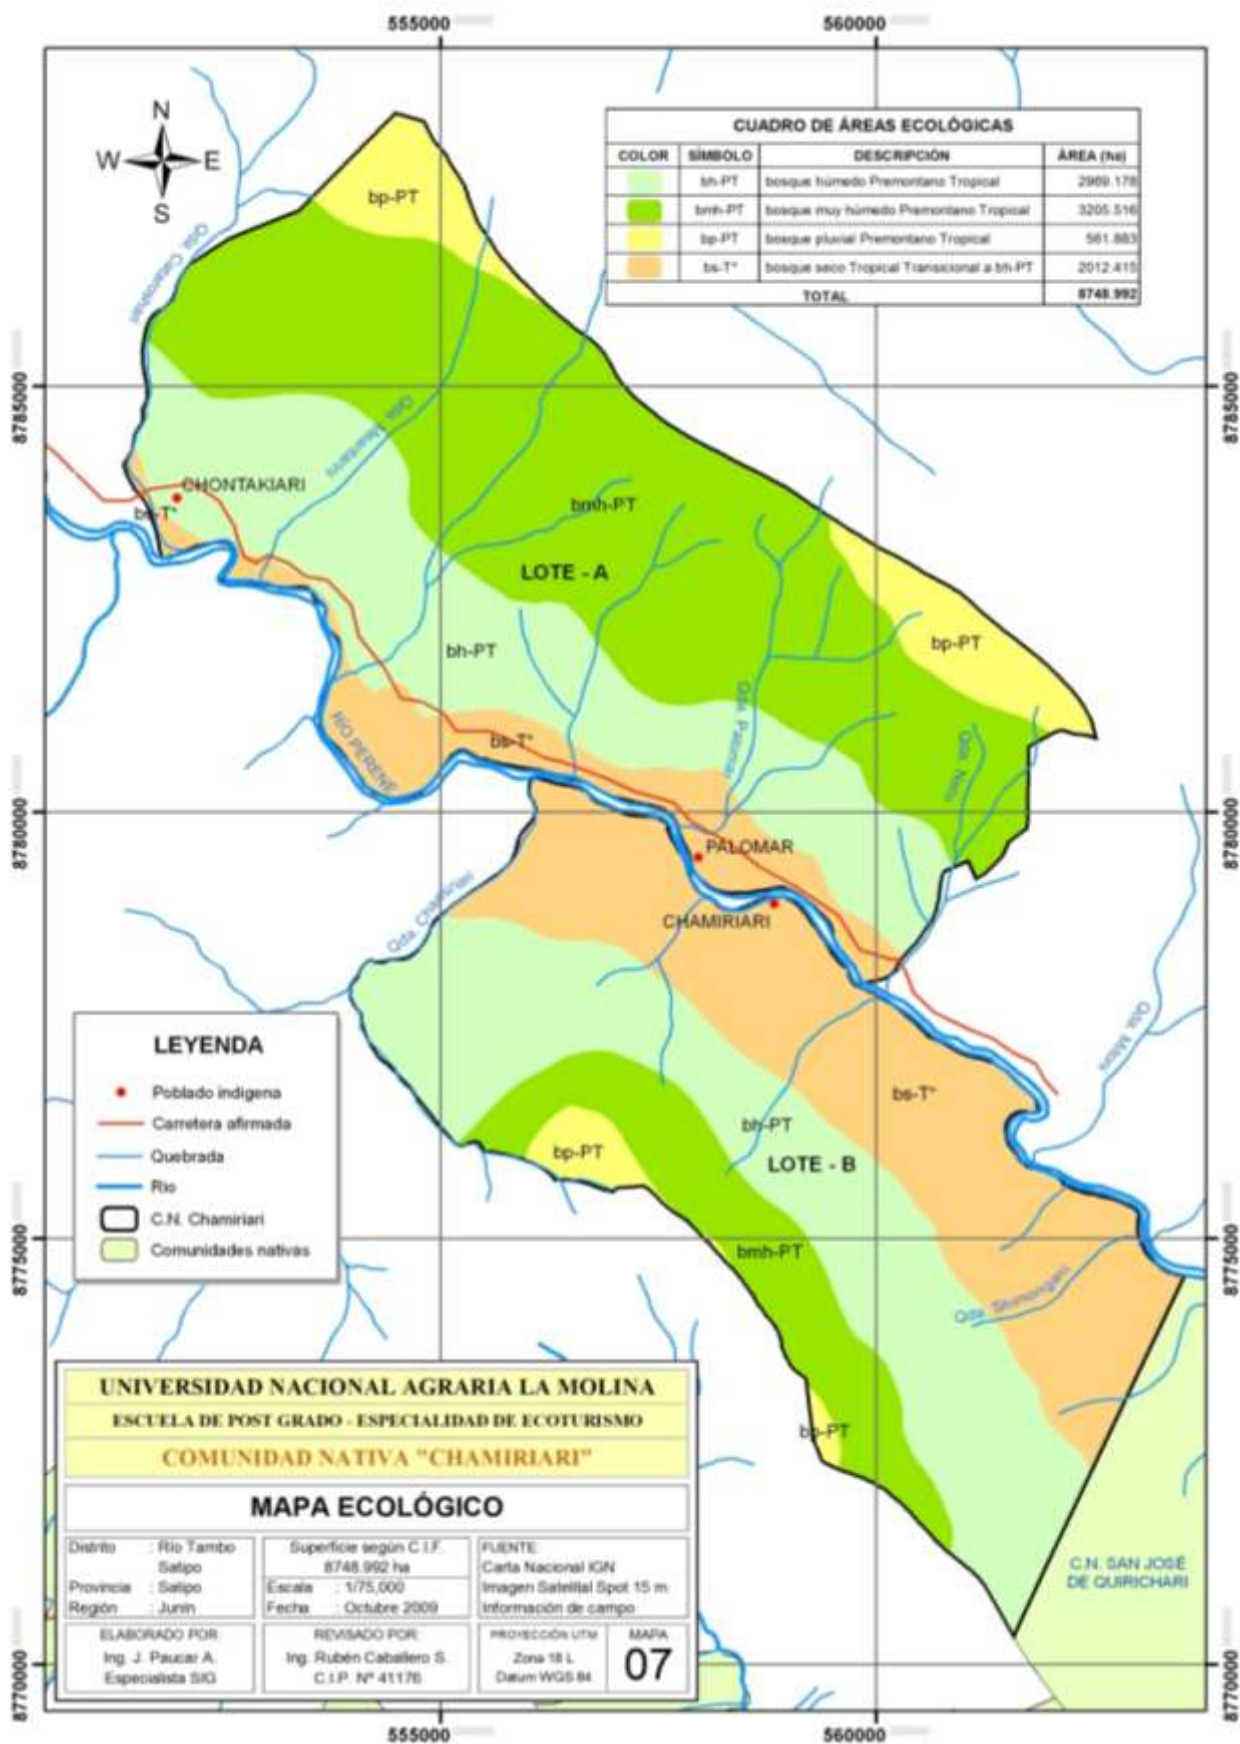 555000
560000
N
W E
S
CUADRO DE ÁREAS ECOLÓGICAS
COLOR SÍMBOLO DESCRIPCIÓN ÁREA (ha)
bh-PT bosque húmedo Premontano Tropical 2969.178
bmh-PT bosque muy húmedo Premontano Tropical 3205.516
bp-PT bosque pluvial Premontano Tropical 561.883
bs-T* bosque seco Tropical Transicional a bh-PT 2012.415
TOTAL 8748.992
bp-PT
8785000
8785000
CHONTAKIARI
bs-T*
bmh-PT
LOTE - A
bh-PT
bp-PT
Qda. Palomar
RÍO PERENÉ
bs-T*
8780000
8780000
PALOMAR
CHAMIRIARI
Qda. Chamiriari
bs-T*
bh-PT
LOTE - B
bp-PT
bmh-PT
bp-PT
8775000
8775000
LEYENDA
Poblado indígena
Carretera afirmada
Quebrada
Rio
C.N. Chamiriari
Comunidades nativas
UNIVERSIDAD NACIONAL AGRARIA LA MOLINA
ESCUELA DE POST GRADO - ESPECIALIDAD DE ECOTURISMO
COMUNIDAD NATIVA "CHAMIRIARI"
MAPA ECOLÓGICO
Distrito : Río Tambo
Satipo
Provincia : Satipo
Región : Junín
Superficie según C.I.F.
8748.992 ha
Escala : 1/75,000
Fecha : Octubre 2009
FUENTE:
Carta Nacional IGN
Imagen Satelital Spot 15 m
Información de campo
ELABORADO POR:
Ing. J. Paucar A.
Especialista SIG
REVISADO POR:
Ing. Rubén Caballero S.
C.I.P. Nº 41176
PROYECCIÓN UTM
Zona 18 L
Datum WGS 84
MAPA
07
C.N. SAN JOSÉ
DE QUIRICHARI
8770000
8770000
555000
560000